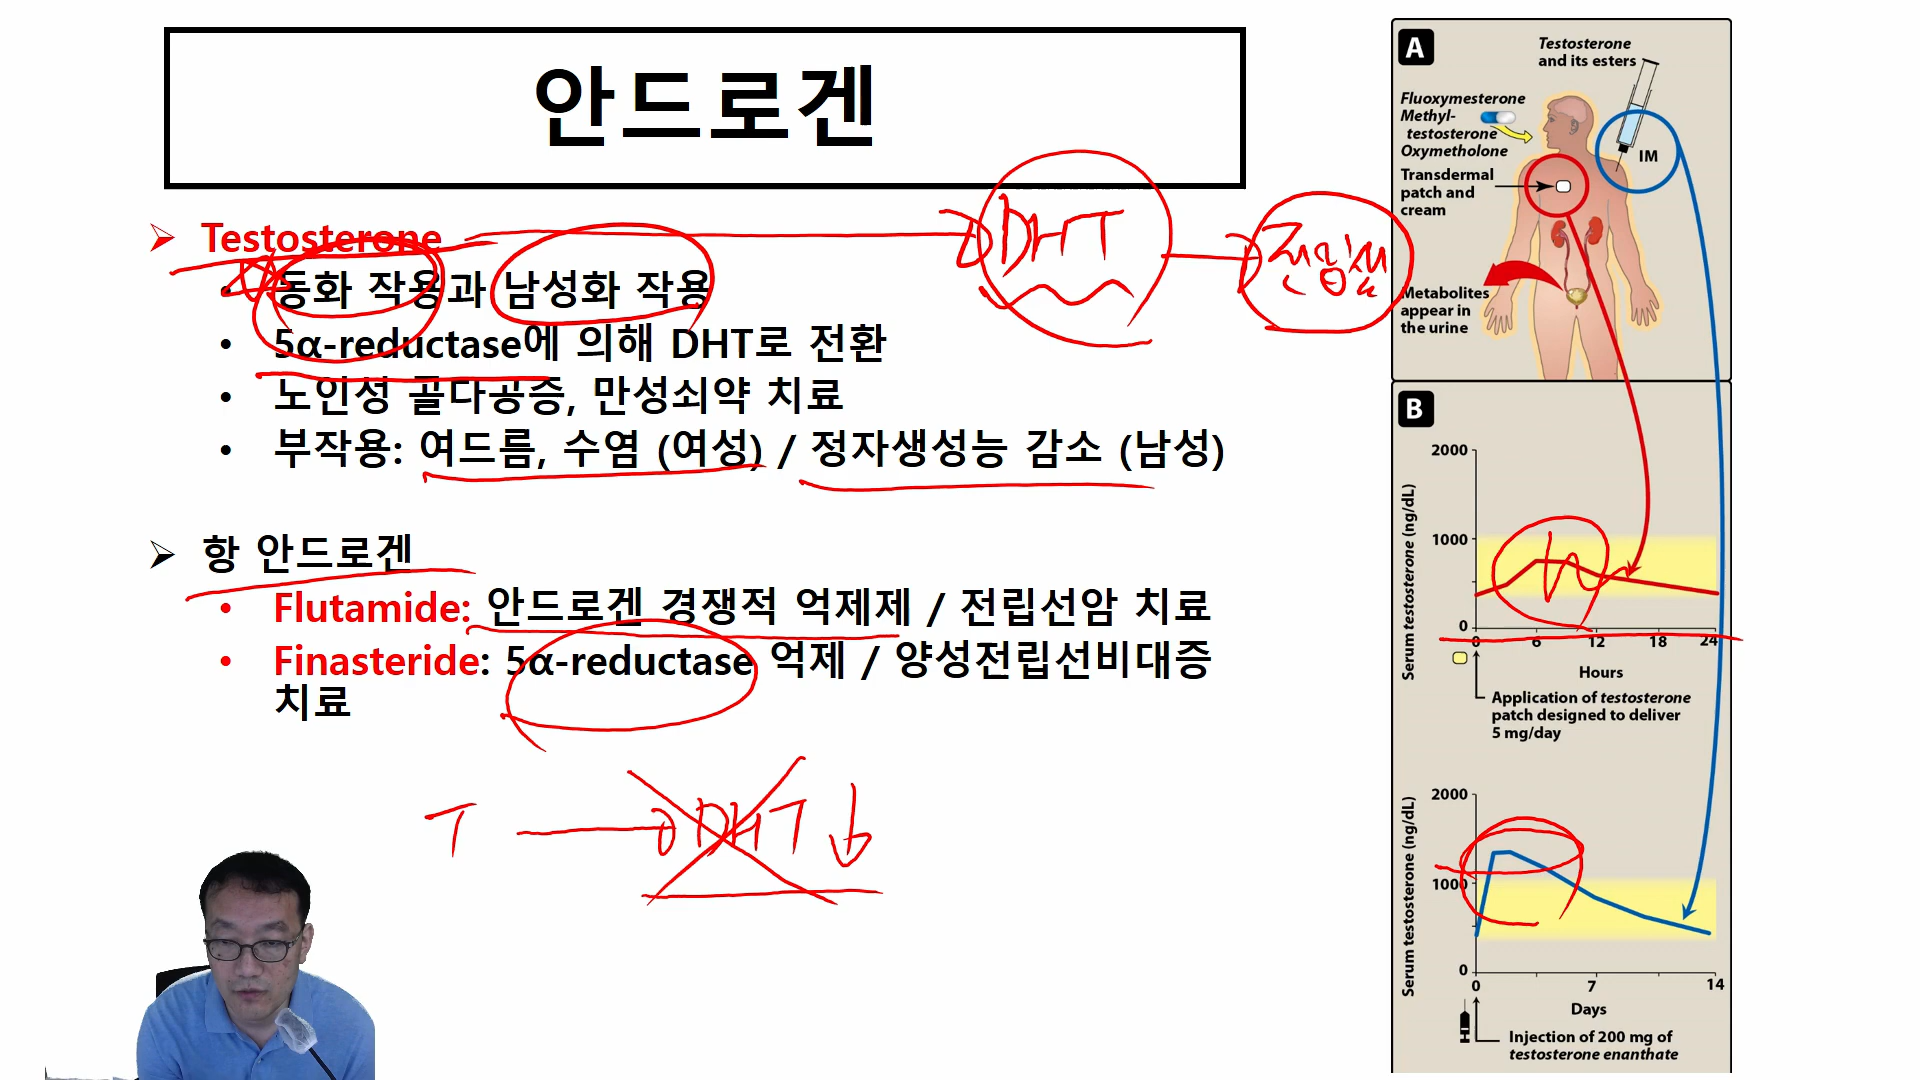 안드로겐
➢ Testosterone
• 동화 작용과 남성화 작용
• 5α-reductase에 의해 DHT로 전환
• 노인성 골다공증, 만성쇠약 치료
• 부작용: 여드름, 수염 (여성) / 정자생성능 감소 (남성)
➢ 항 안드로겐
• Flutamide: 안드로겐 경쟁적 억제제 / 전립선암 치료
• Finasteride: 5α-reductase 억제 / 양성전립선비대증
치료
DHT
전립선
T
DHT
A
Testosterone
and its esters
Fluoxymesterone
Methyl-
testosterone
Oxymetholone
IM
Transdermal
patch and
cream
Metabolites
appear in
the urine
B
Serum testosterone (ng/dL)
2000
1000
0
0 6 12 18 24
Hours
Application of testosterone
patch designed to deliver
5 mg/day
Serum testosterone (ng/dL)
2000
1000
0
0 7 14
Days
Injection of 200 mg of
testosterone enanthate